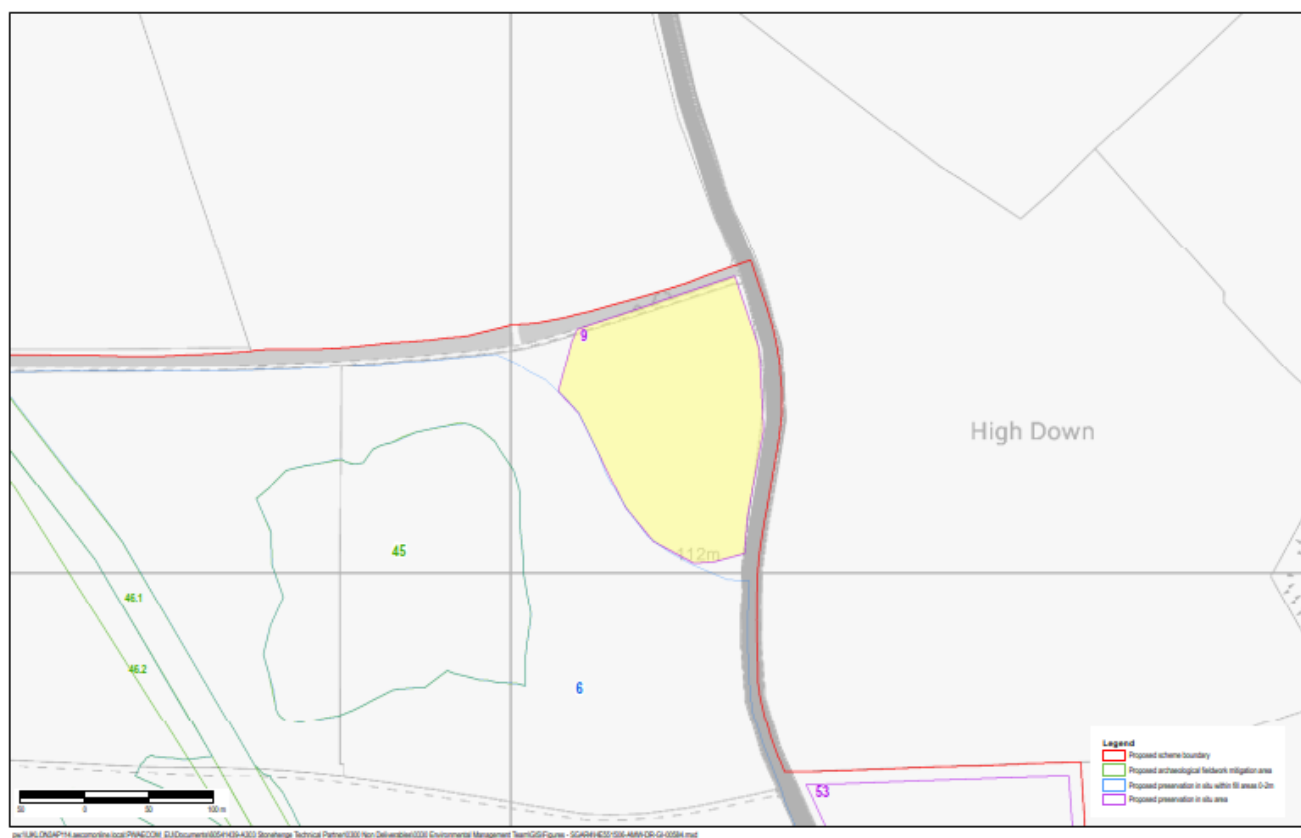 9
High Down
112m
45
46.1
46.2
6
53
Legend
Proposed scheme boundary
Proposed archaeological fieldwork mitigation area
Proposed preservation in situ within fill areas 0-2m
Proposed preservation in situ area
50 0 50 100 m